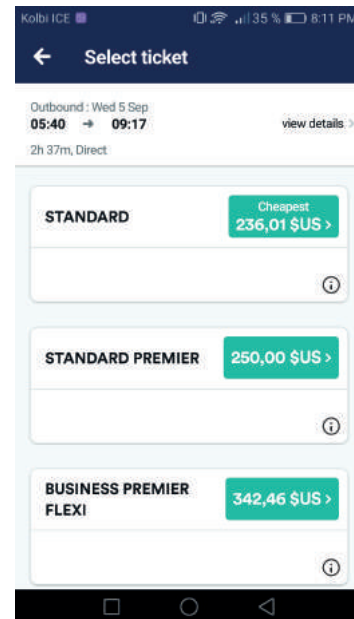 Kolbi ICE 35 % 8:11 PM
Select ticket
Outbound : Wed 5 Sep
05:40 → 09:17 view details >
2h 37m, Direct
STANDARD
Cheapest
236,01 $US >
STANDARD PREMIER 250,00 $US >
BUSINESS PREMIER
FLEXI
342,46 $US >